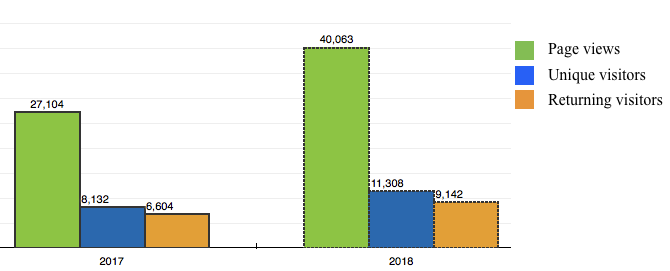 40,063
Page views
Unique visitors
27,104
Returning visitors
11,308
9,142
8,132
6,604
2017
2018